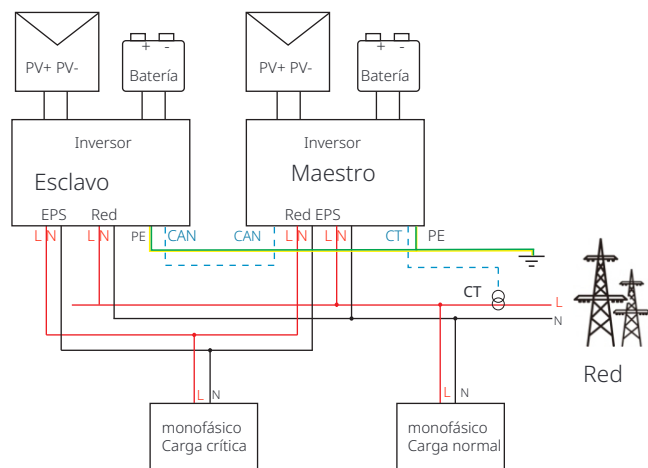 + -
+ -
PV+ PV-
Batería
PV+ PV-
Batería
Inversor
Esclavo
EPS Red
L N
L N
PE
CAN
Inversor
Maestro
Red EPS
CAN
L N
L N
CT
PE
CT
L
N
Red
L N
monofásico
Carga crítica
L N
monofásico
Carga normal